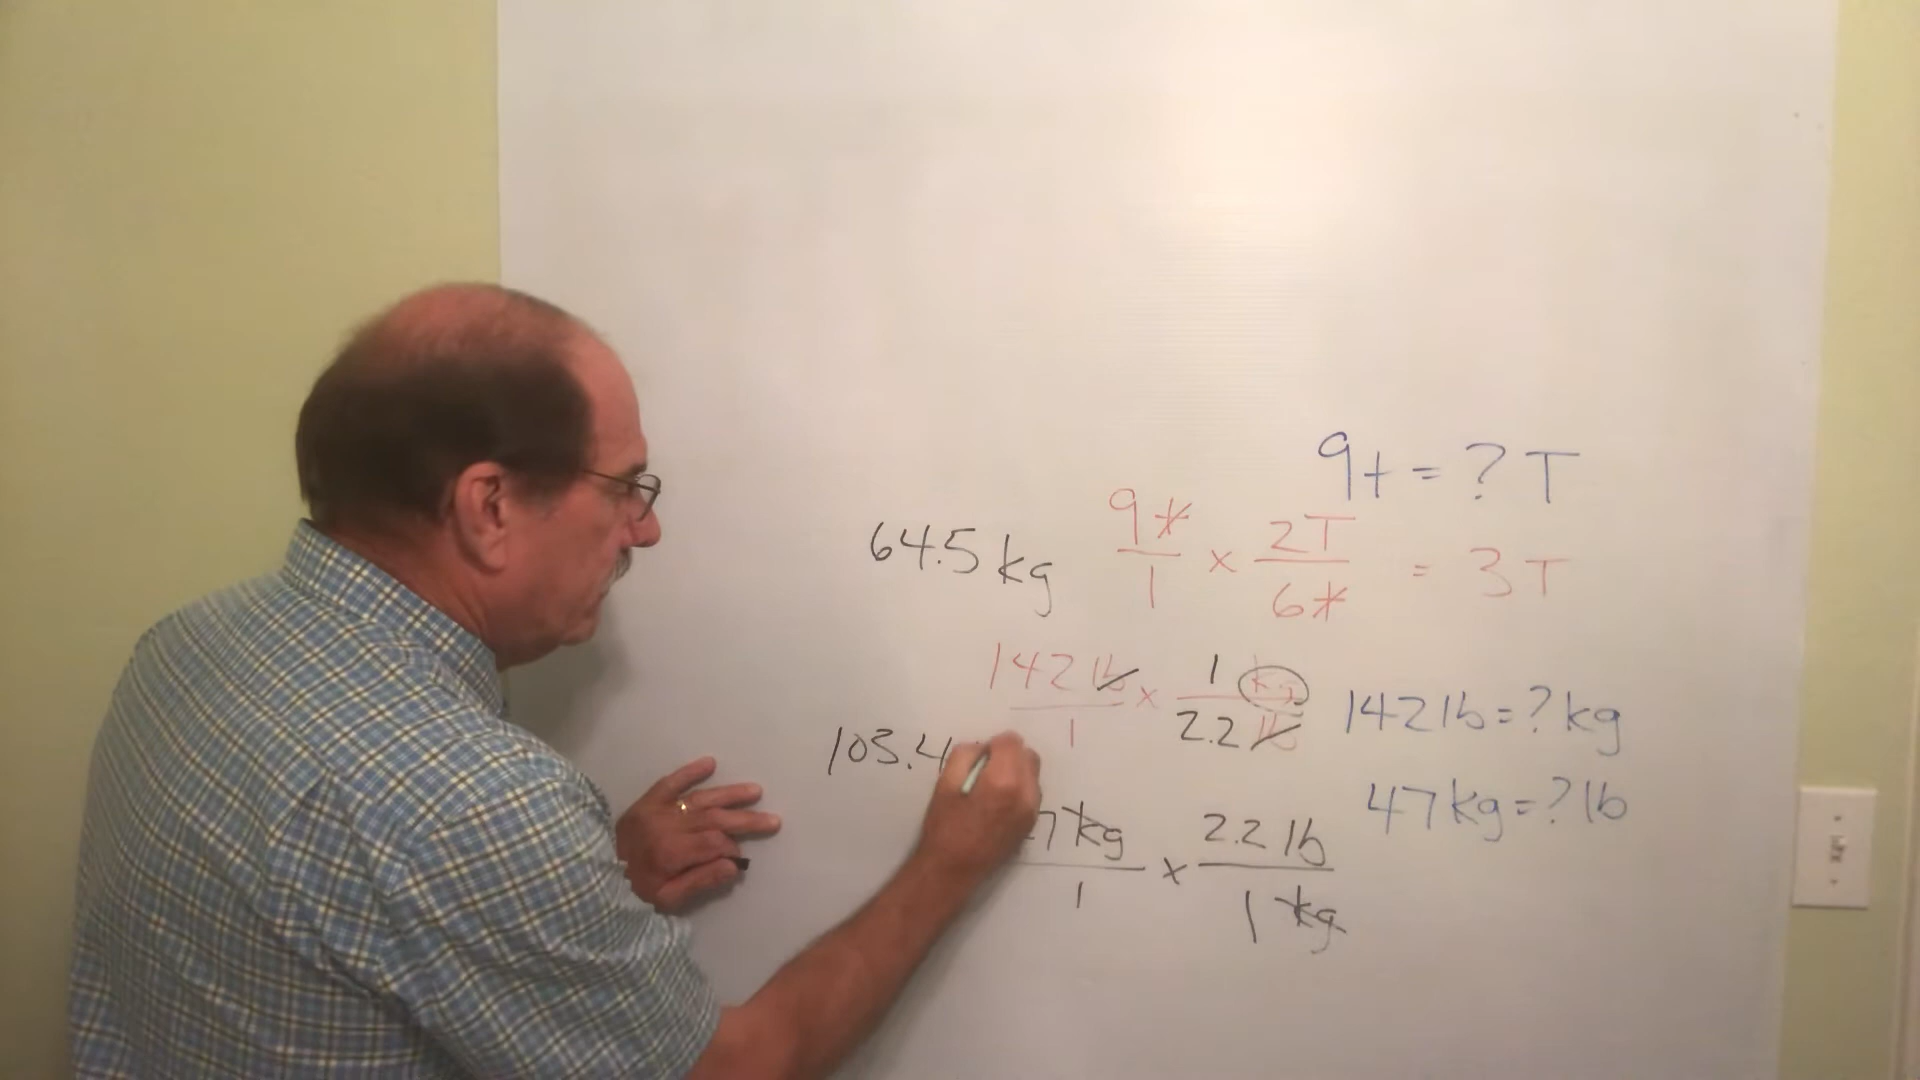 9t = ? T
64.5 kg
9t/1 x 2T/6t = 3T
142 lb/1 x 1 kg/2.2 lb
142 lb = ? kg
103.4
47 kg = ? lb
7 kg/1 x 2.2 lb/1 kg